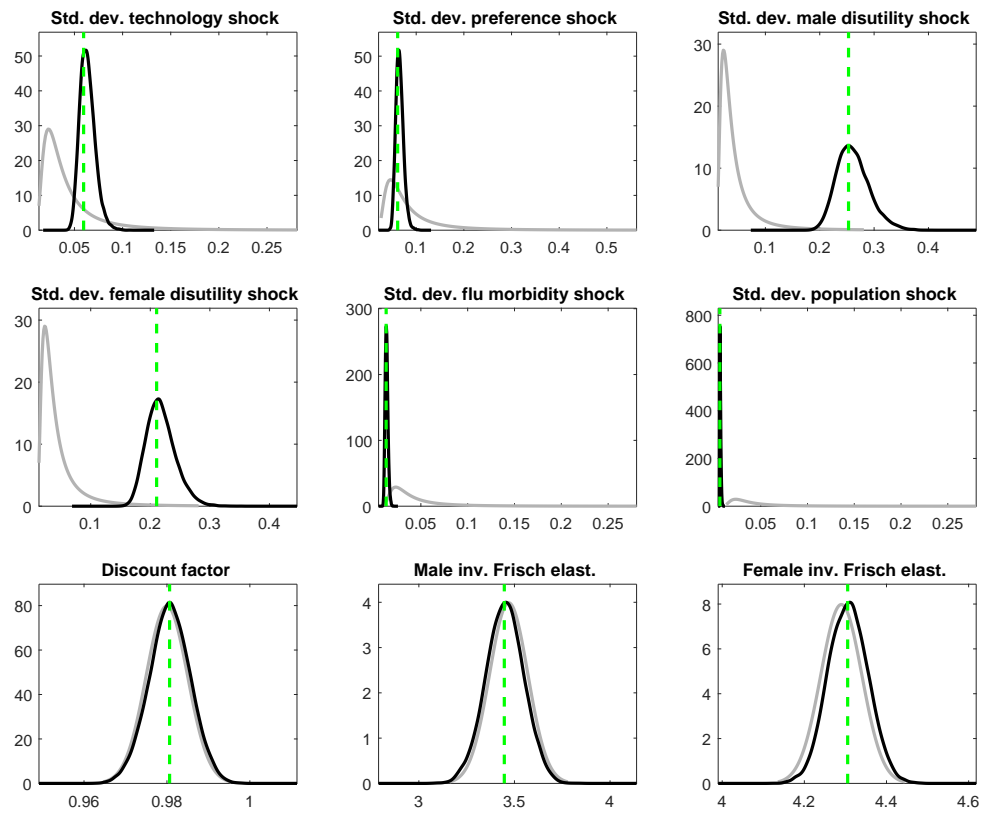 Std. dev. technology shock
50
40
30
20
10
0
0.05 0.1 0.15 0.2 0.25
Std. dev. preference shock
50
40
30
20
10
0
0.1 0.2 0.3 0.4 0.5
Std. dev. male disutility shock
30
20
10
0
0.1 0.2 0.3 0.4
Std. dev. female disutility shock
30
20
10
0
0.1 0.2 0.3 0.4
Std. dev. flu morbidity shock
300
200
100
0
0.05 0.1 0.15 0.2 0.25
Std. dev. population shock
800
600
400
200
0
0.05 0.1 0.15 0.2 0.25
Discount factor
80
60
40
20
0
0.96 0.98 1
Male inv. Frisch elast.
4
3
2
1
0
3 3.5 4
Female inv. Frisch elast.
8
6
4
2
0
4 4.2 4.4 4.6